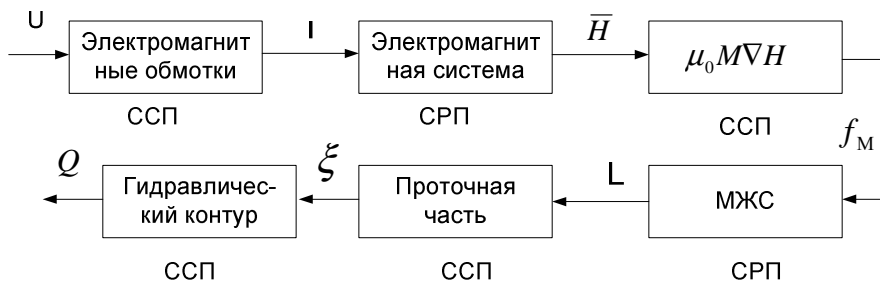 U
Электромагнит
ные обмотки
I
Электромагнит
ная система
H̅
μ₀M∇H
ССП
СРП
ССП
f_М
Q
Гидравличес-
кий контур
ξ
Проточная
часть
L
МЖС
ССП
ССП
СРП